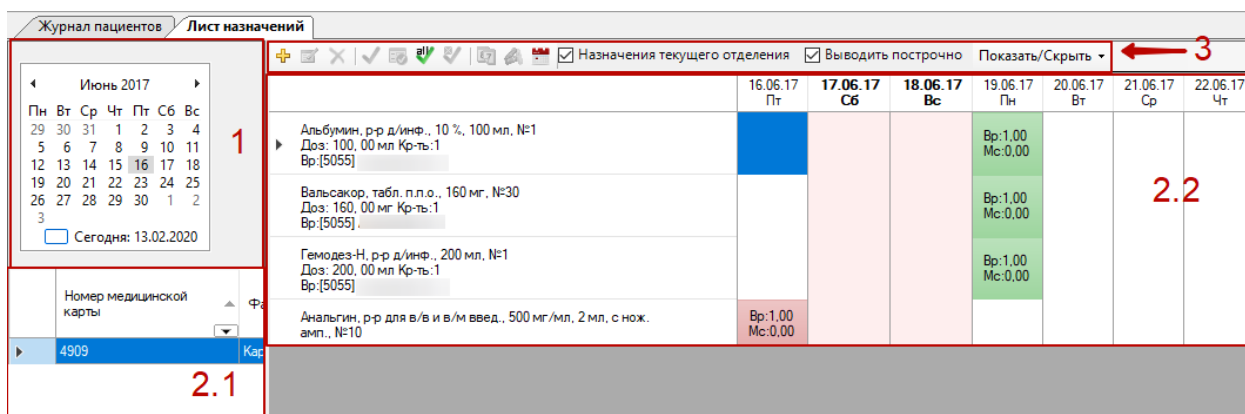 Журнал пациентов Лист назначений
Назначения текущего отделения Выводить построчно Показать/Скрыть 3
Июнь 2017
Пн Вт Ср Чт Пт Сб Вс
29 30 31 1 2 3 4
5 6 7 8 9 10 11
12 13 14 15 16 17 18
19 20 21 22 23 24 25
26 27 28 29 30 1 2
3
Сегодня: 13.02.2020
1
Номер медицинской
карты
4909 Кар
2.1
16.06.17 17.06.17 18.06.17 19.06.17 20.06.17 21.06.17 22.06.17
Пт Сб Вс Пн Вт Ср Чт
Альбумин, р-р д/инф., 10 %, 100 мл, №1
Доз: 100, 00 мл Кр-ть:1
Вр:[5055]
Вр:1,00
Мс:0,00
Вальсакор, табл. п.п.о., 160 мг, №30
Доз: 160, 00 мг Кр-ть:1
Вр:[5055]
Вр:1,00
Мс:0,00
2.2
Гемодез-Н, р-р д/инф., 200 мл, №1
Доз: 200, 00 мл Кр-ть:1
Вр:[5055]
Вр:1,00
Мс:0,00
Анальгин, р-р для в/в и в/м введ., 500 мг/мл, 2 мл, с нож.
амп., №10
Вр:1,00
Мс:0,00